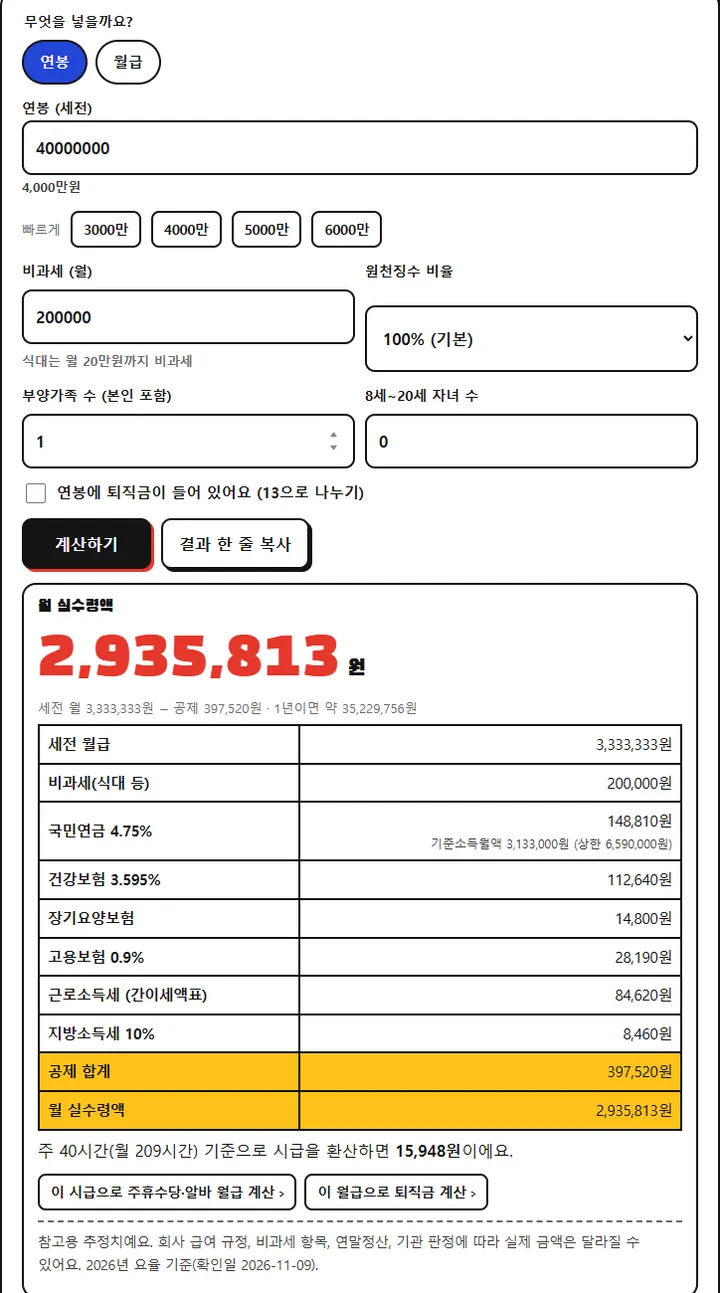 무엇을 넣을까요?
연봉 월급
연봉 (세전)
40000000
4,000만원
빠르게 3000만 4000만 5000만 6000만
비과세 (월) 원천징수 비율
200000 100% (기본)
식대는 월 20만원까지 비과세
부양가족 수 (본인 포함) 8세~20세 자녀 수
1 0
연봉에 퇴직금이 들어 있어요 (13으로 나누기)
계산하기 결과 한 줄 복사
월 실수령액
2,935,813 원
세전 월 3,333,333원 − 공제 397,520원 · 1년이면 약 35,229,756원
세전 월급 3,333,333원
비과세(식대 등) 200,000원
국민연금 4.75% 148,810원
기준소득월액 3,133,000원 (상한 6,590,000원)
건강보험 3.595% 112,640원
장기요양보험 14,800원
고용보험 0.9% 28,190원
근로소득세 (간이세액표) 84,620원
지방소득세 10% 8,460원
공제 합계 397,520원
월 실수령액 2,935,813원
주 40시간(월 209시간) 기준으로 시급을 환산하면 15,948원이에요.
이 시급으로 주휴수당·알바 월급 계산 › 이 월급으로 퇴직금 계산 ›
참고용 추정치예요. 회사 급여 규정, 비과세 항목, 연말정산, 기관 판정에 따라 실제 금액은 달라질 수
있어요. 2026년 요율 기준(확인일 2026-11-09).